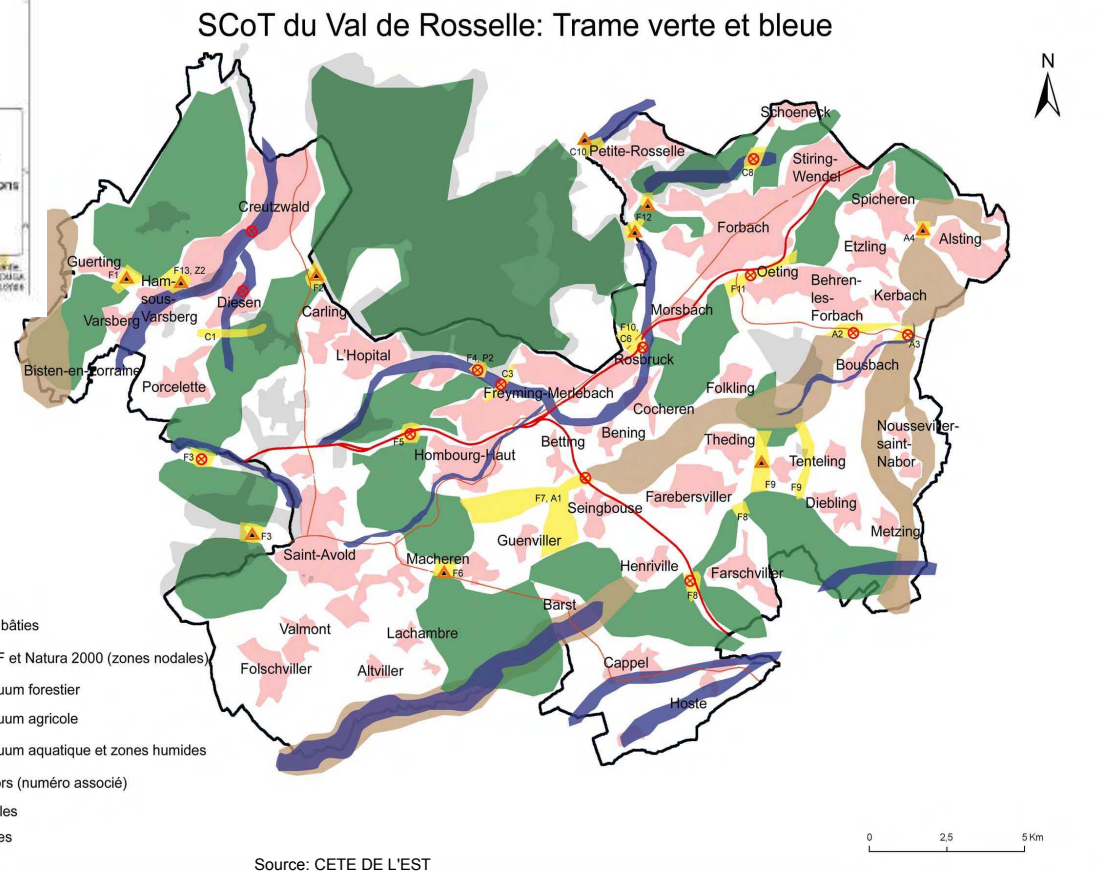 SCoT du Val de Rosselle: Trame verte et bleue
N
Schoeneck
C10 Petite-Rosselle
C8
Stiring-
Wendel
Spicheren
Creutzwald
F12
Forbach
A4
Alsting
Etzling
Guerting
F1
F13, Z2
Ham-
sous-
Varsberg
Varsberg
Diesen
F2
Oeting
F11
Behren-
les-
Forbach
Kerbach
Carling
Morsbach
C1
F10,
C6
A2
A3
L'Hopital
Rosbruck
Bousbach
Bisten-en-Lorraine
Porcelette
F4, P2
C3
Freyming-Merlebach
Folkling
Cocheren
Nousseviller-
saint-
Nabor
F5
Betting
Bening
Theding
Hombourg-Haut
F3
Tenteling
F9
F9
F7, A1
Farebersviller
Seingbouse
Diebling
F8
F3
Guenviller
Metzing
Saint-Avold
Macheren
F6
Henriville
Farschviller
F8
Barst
bâties
Valmont
Lachambre
F et Natura 2000 (zones nodales)
Folschviller
Altviller
Cappel
uum forestier
Hoste
uum agricole
uum aquatique et zones humides
ors (numéro associé)
les
es
0 2,5 5 Km
Source: CETE DE L'EST
ons